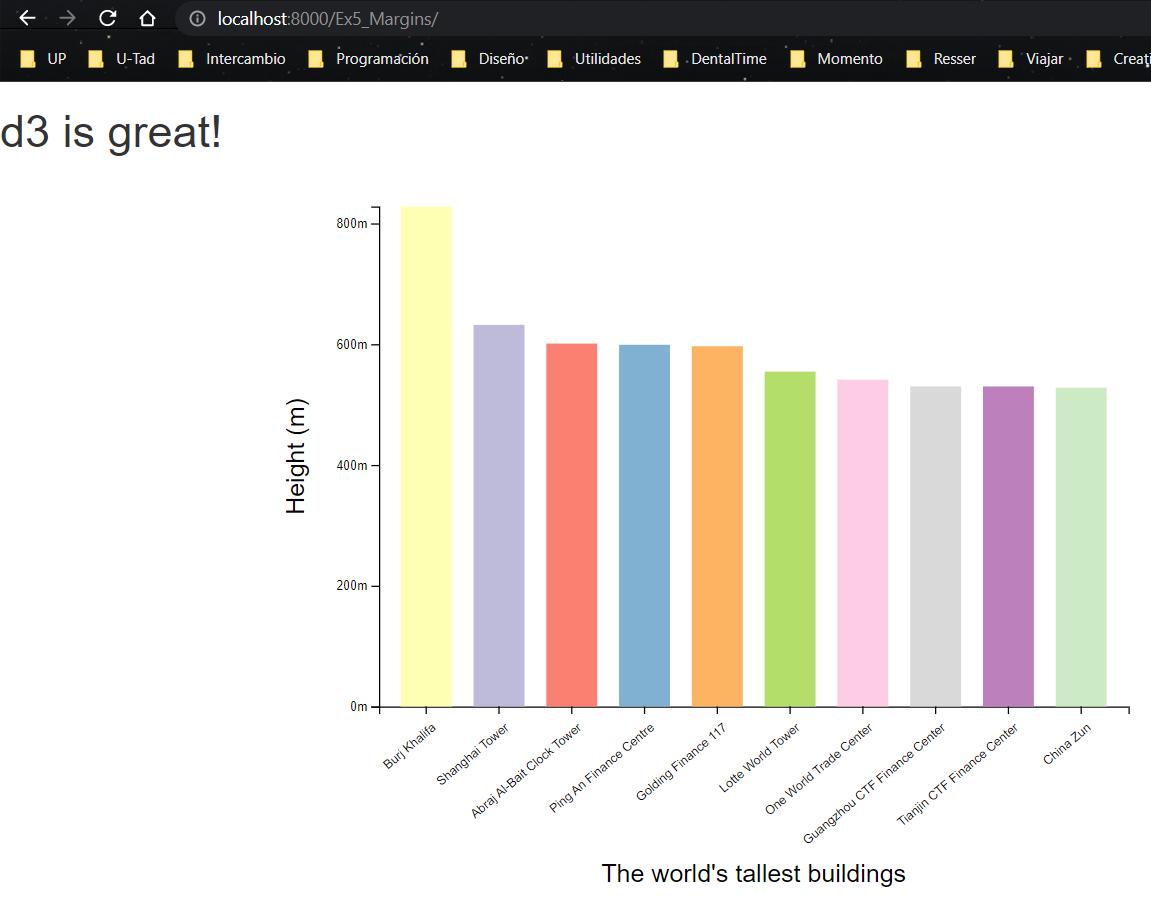 localhost:8000/Ex5_Margins/
UP U-Tad Intercambio Programación Diseño Utilidades DentalTime Momento Resser Viajar Creati
d3 is great!
800m
600m
400m
200m
0m
Height (m)
Burj Khalifa
Shanghai Tower
Abraj Al-Bait Clock Tower
Ping An Finance Centre
Golding Finance 117
Lotte World Tower
One World Trade Center
Guangzhou CTF Finance Center
Tianjin CTF Finance Center
China Zun
The world's tallest buildings